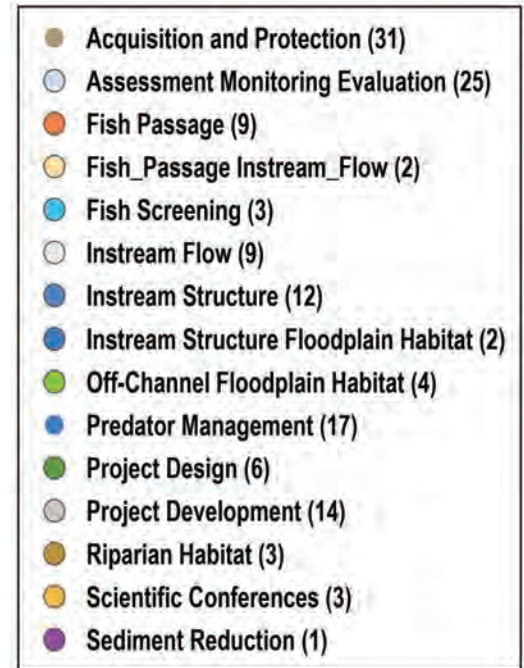 Acquisition and Protection (31)
Assessment Monitoring Evaluation (25)
Fish Passage (9)
Fish_Passage Instream_Flow (2)
Fish Screening (3)
Instream Flow (9)
Instream Structure (12)
Instream Structure Floodplain Habitat (2)
Off-Channel Floodplain Habitat (4)
Predator Management (17)
Project Design (6)
Project Development (14)
Riparian Habitat (3)
Scientific Conferences (3)
Sediment Reduction (1)